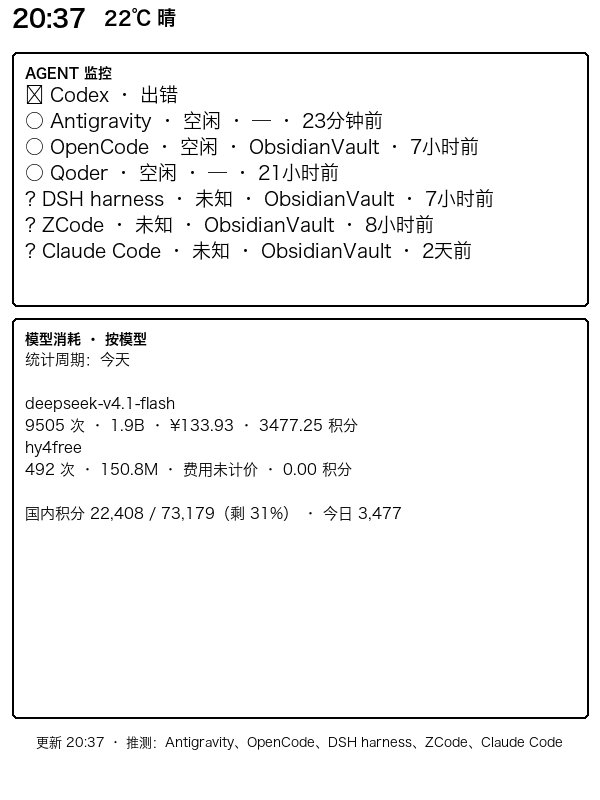 20:37 22℃ 晴
AGENT 监控
☒ Codex · 出错
○ Antigravity · 空闲 · — · 23分钟前
○ OpenCode · 空闲 · ObsidianVault · 7小时前
○ Qoder · 空闲 · — · 21小时前
? DSH harness · 未知 · ObsidianVault · 7小时前
? ZCode · 未知 · ObsidianVault · 8小时前
? Claude Code · 未知 · ObsidianVault · 2天前
模型消耗 · 按模型
统计周期：今天
deepseek-v4.1-flash
9505 次 · 1.9B · ¥133.93 · 3477.25 积分
hy4free
492 次 · 150.8M · 费用未计价 · 0.00 积分
国内积分 22,408 / 73,179（剩 31%） · 今日 3,477
更新 20:37 · 推测：Antigravity、OpenCode、DSH harness、ZCode、Claude Code